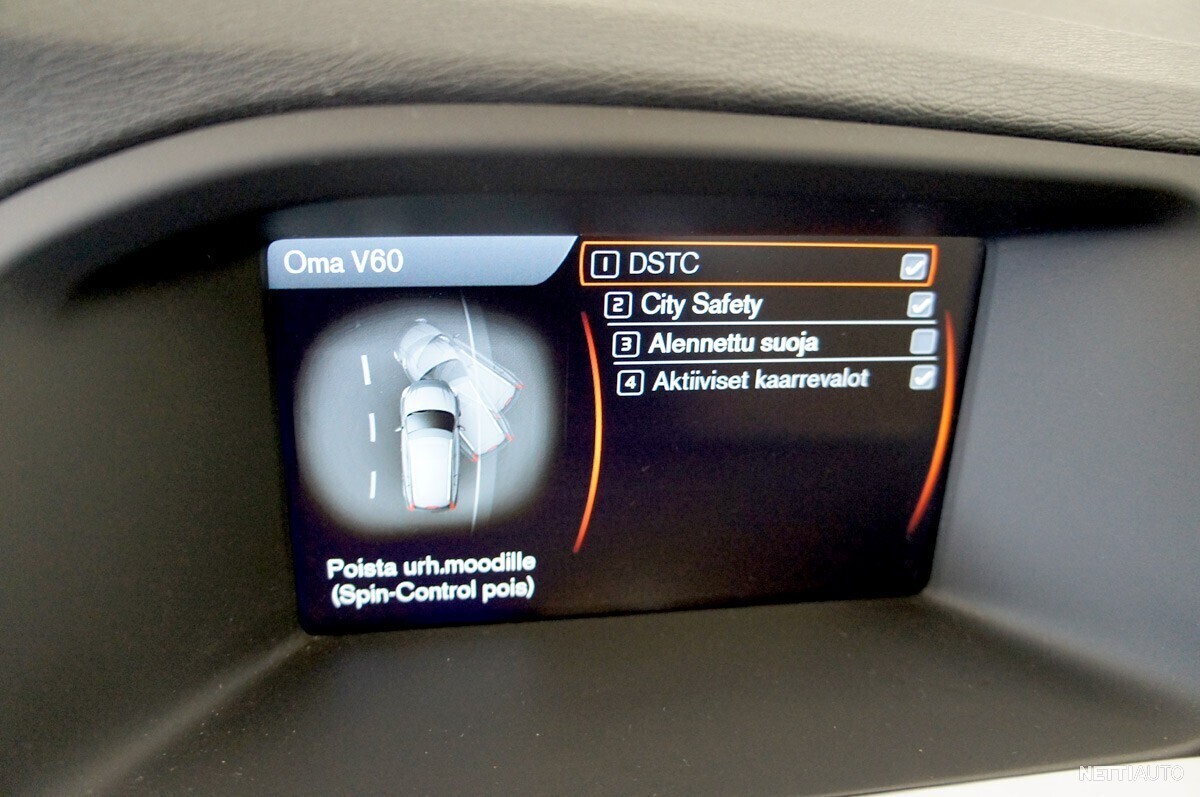 Oma V60
1 DSTC
2 City Safety
3 Alennettu suoja
4 Aktiiviset kaarrevalot
Poista urh.moodille
(Spin-Control pois)
NETTIAUTO